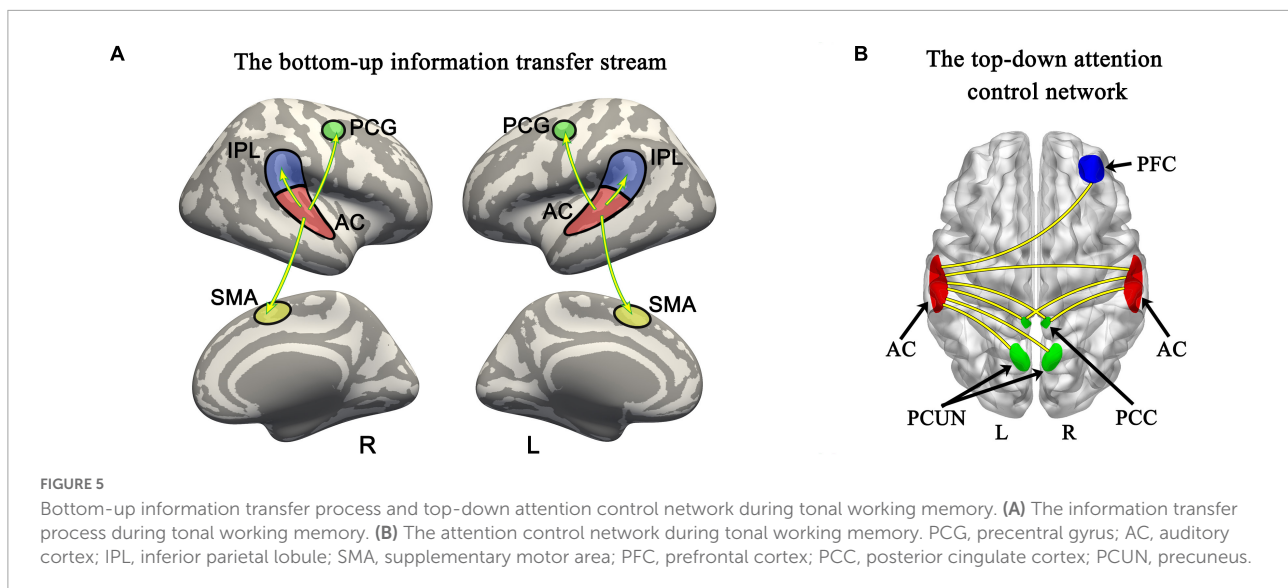 A
The bottom-up information transfer stream
PCG
IPL
AC
SMA
R
PCG
IPL
AC
SMA
L
B
The top-down attention
control network
PFC
AC
AC
PCUN
PCC
L
R
FIGURE 5
Bottom-up information transfer process and top-down attention control network during tonal working memory. (A) The information transfer
process during tonal working memory. (B) The attention control network during tonal working memory. PCG, precentral gyrus; AC, auditory
cortex; IPL, inferior parietal lobule; SMA, supplementary motor area; PFC, prefrontal cortex; PCC, posterior cingulate cortex; PCUN, precuneus.